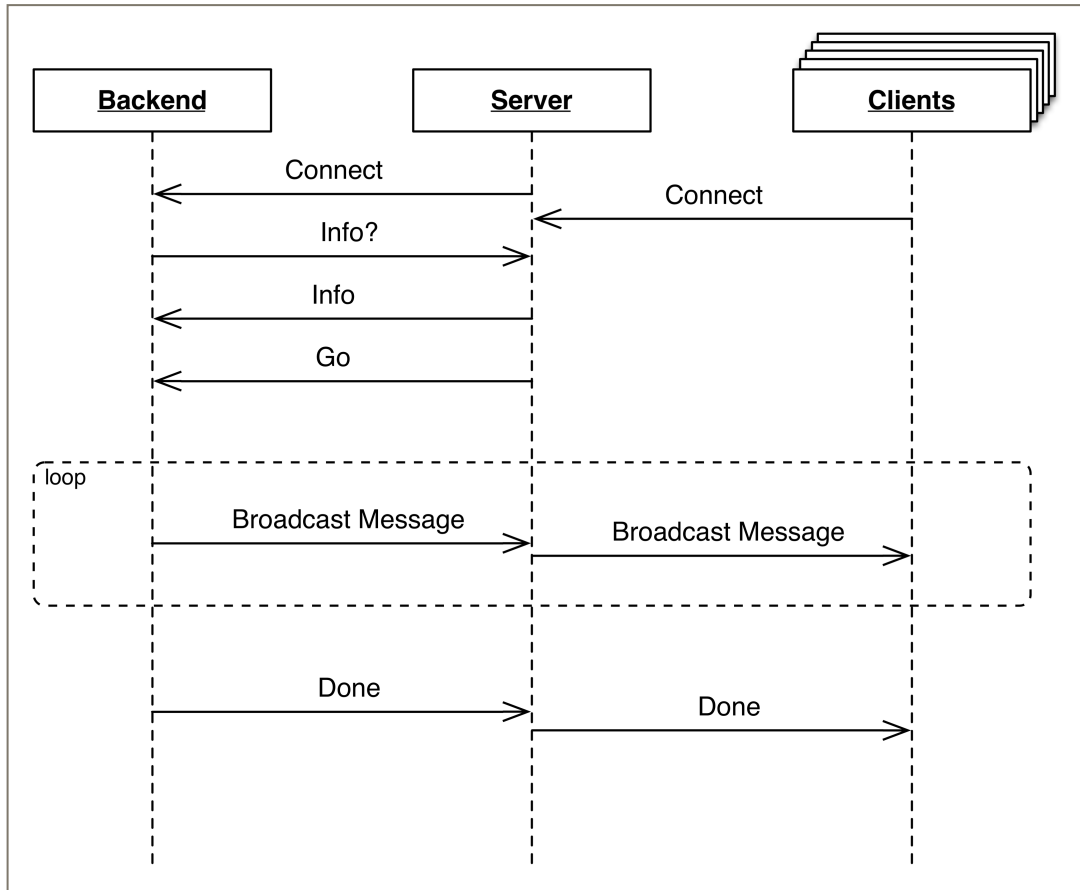 Backend
Server
Clients
Connect
Connect
Info?
Info
Go
loop
Broadcast Message
Broadcast Message
Done
Done